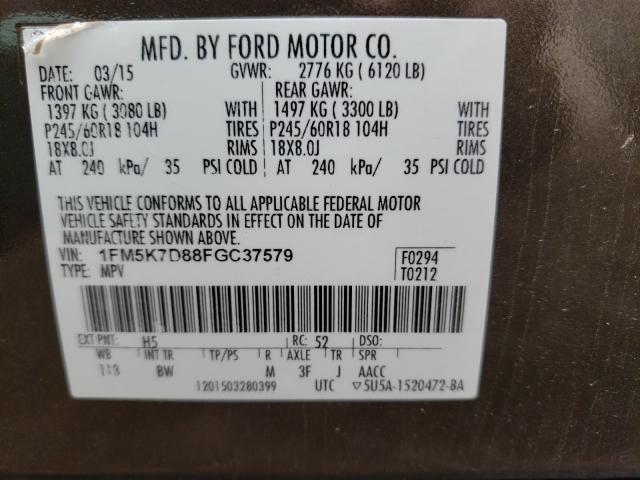 MFD. BY FORD MOTOR CO.
DATE: 03/15 GVWR: 2776 KG (6120 LB)
FRONT GAWR: REAR GAWR:
1397 KG (3080 LB) WITH 1497 KG (3300 LB) WITH
P245/60R18 104H TIRES P245/60R18 104H TIRES
18X8.0J RIMS 18X8.0J RIMS
AT 240 kPa/ 35 PSI COLD AT 240 kPa/ 35 PSI COLD
THIS VEHICLE CONFORMS TO ALL APPLICABLE FEDERAL MOTOR
VEHICLE SAFETY STANDARDS IN EFFECT ON THE DATE OF
MANUFACTURE SHOWN ABOVE.
VIN: 1FM5K7D88FGC37579 F0294
TYPE: MPV T0212
EXT PNT: H5 RC: 52 DSO:
WB INT TR TP/PS R AXLE TR SPR
113 BW M 3F J AACC
1201503280399 UTC ▽5U5A-1520472-BA